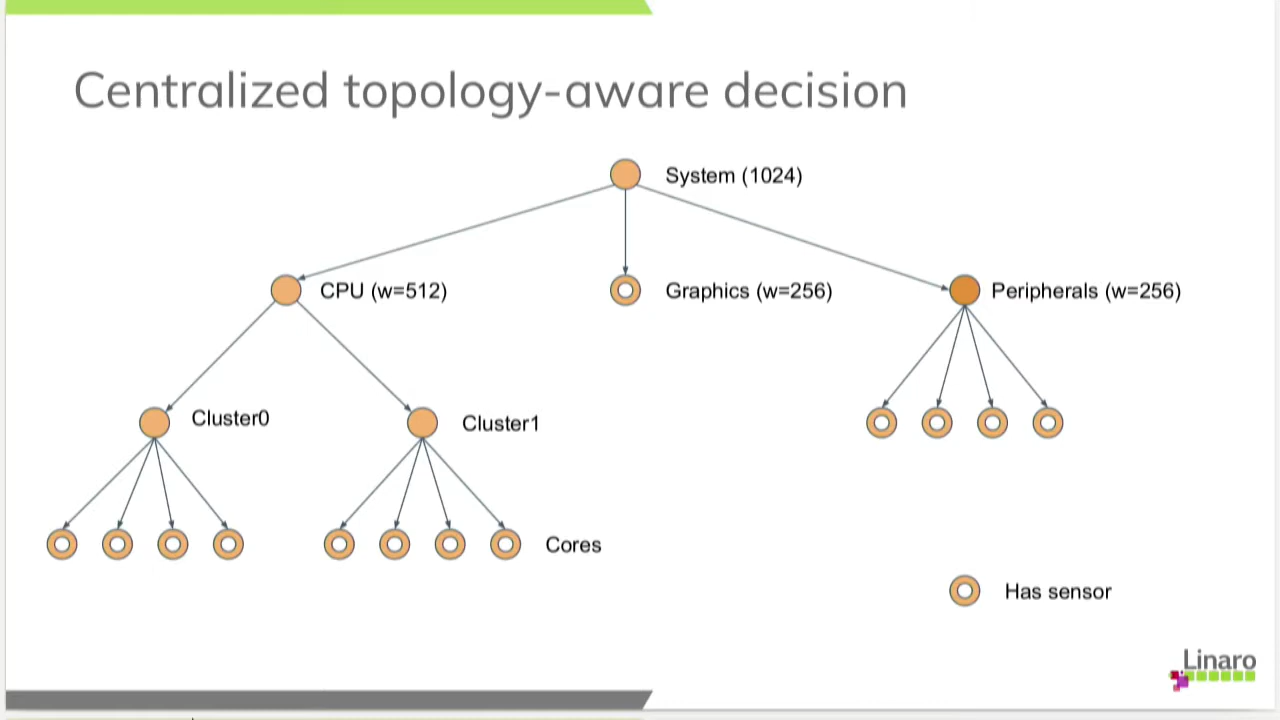 Centralized topology-aware decision
System (1024)
CPU (w=512)
Graphics (w=256)
Peripherals (w=256)
Cluster0
Cluster1
Cores
Has sensor
Linaro